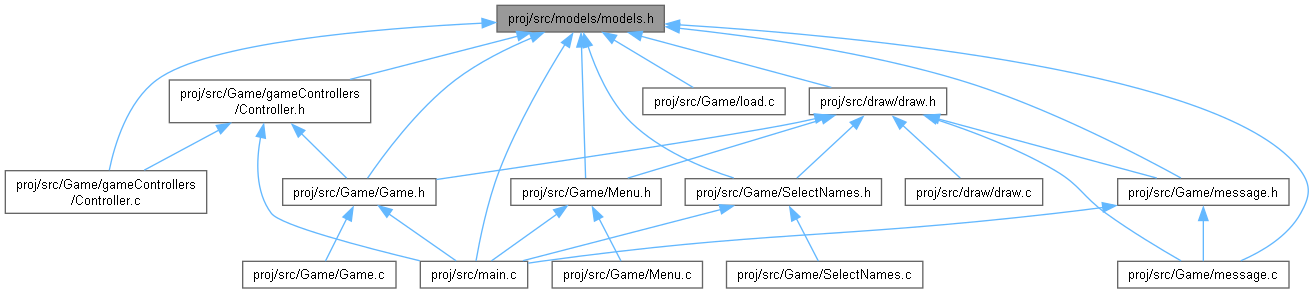 proj/src/models/models.h
proj/src/Game/gameControllers
/Controller.h
proj/src/Game/load.c
proj/src/draw/draw.h
proj/src/Game/gameControllers
/Controller.c
proj/src/Game/Game.h
proj/src/Game/Menu.h
proj/src/Game/SelectNames.h
proj/src/draw/draw.c
proj/src/Game/message.h
proj/src/Game/Game.c
proj/src/main.c
proj/src/Game/Menu.c
proj/src/Game/SelectNames.c
proj/src/Game/message.c